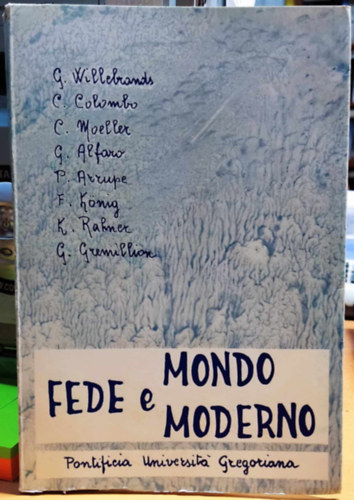 G. Willebrands
C. Colombo
C. Moeller
G. Alfaro
P. Arrupe
F. König
K. Rahner
G. Gremillion
FEDE e MONDO MODERNO
Pontificia Università Gregoriana